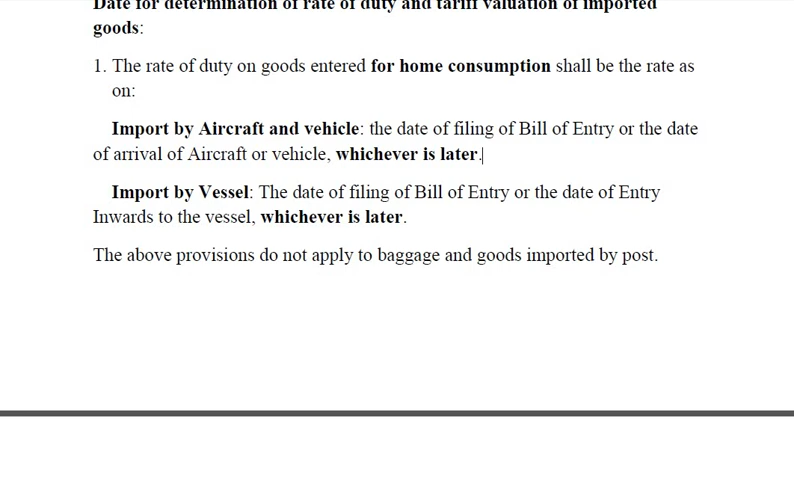 Date for determination of rate of duty and tariff valuation of imported
goods:
1. The rate of duty on goods entered for home consumption shall be the rate as
on:
Import by Aircraft and vehicle: the date of filing of Bill of Entry or the date
of arrival of Aircraft or vehicle, whichever is later.
Import by Vessel: The date of filing of Bill of Entry or the date of Entry
Inwards to the vessel, whichever is later.
The above provisions do not apply to baggage and goods imported by post.